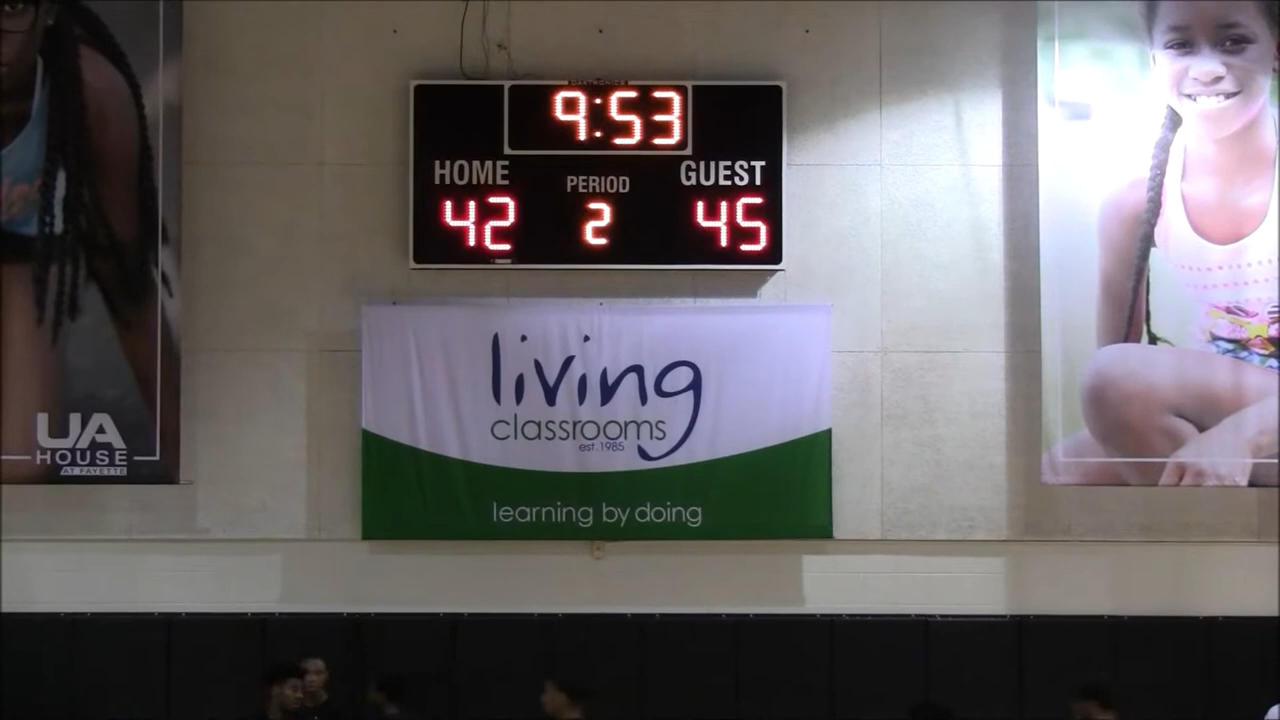 9:53
HOME PERIOD GUEST
42 2 45
living
classrooms
est.1985
learning by doing
UA
HOUSE
AT FAYETTE